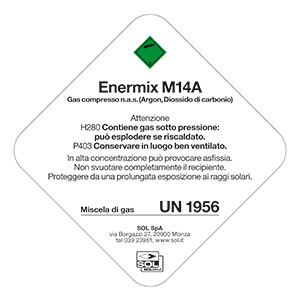 Enermix M14A
Gas compresso n.a.s.(Argon,Diossido di carbonio)
Attenzione
H280 Contiene gas sotto pressione:
può esplodere se riscaldato.
P403 Conservare in luogo ben ventilato.
In alta concentrazione può provocare asfissia.
Non svuotare completamente il recipiente.
Proteggere da una prolungata esposizione ai raggi solari.
Miscela di gas UN 1956
SOL SpA
via Borgazzi 27, 20900 Monza
tel 039 23961, www.sol.it
SOL